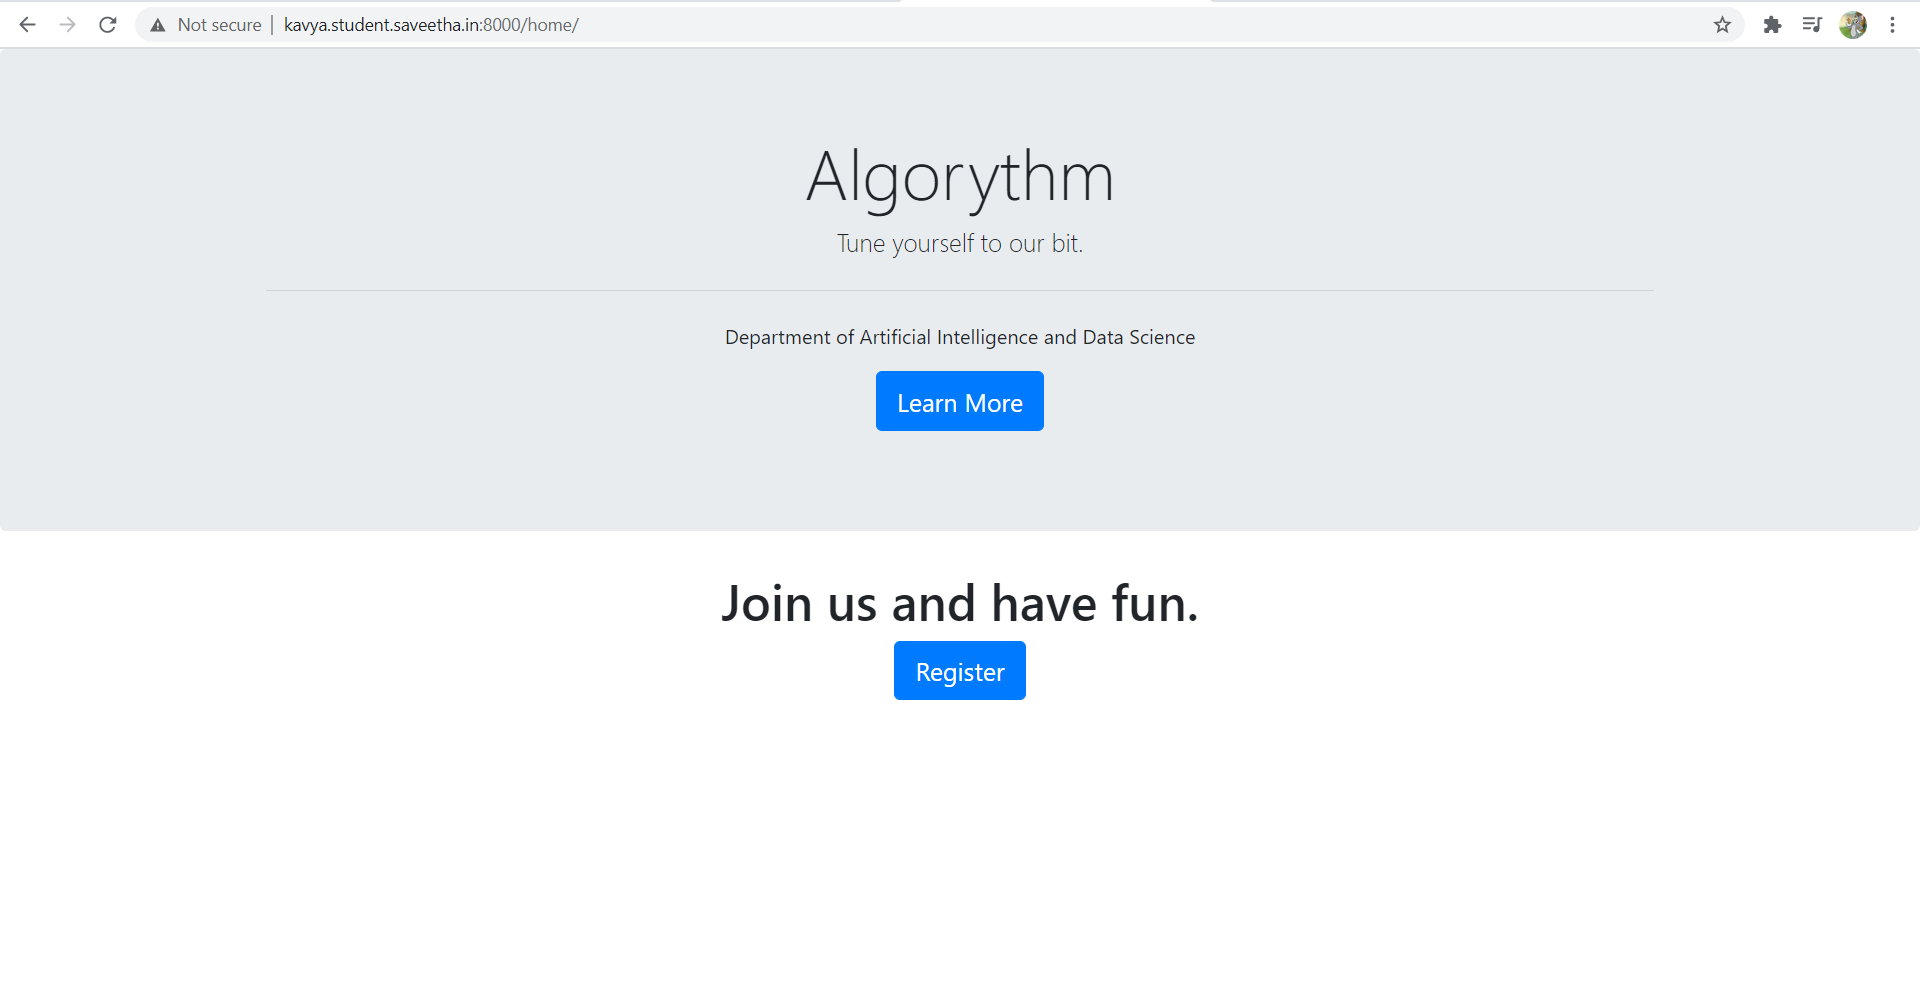 Not secure | kavya.student.saveetha.in:8000/home/
Algorythm
Tune yourself to our bit.
Department of Artificial Intelligence and Data Science
Learn More
Join us and have fun.
Register